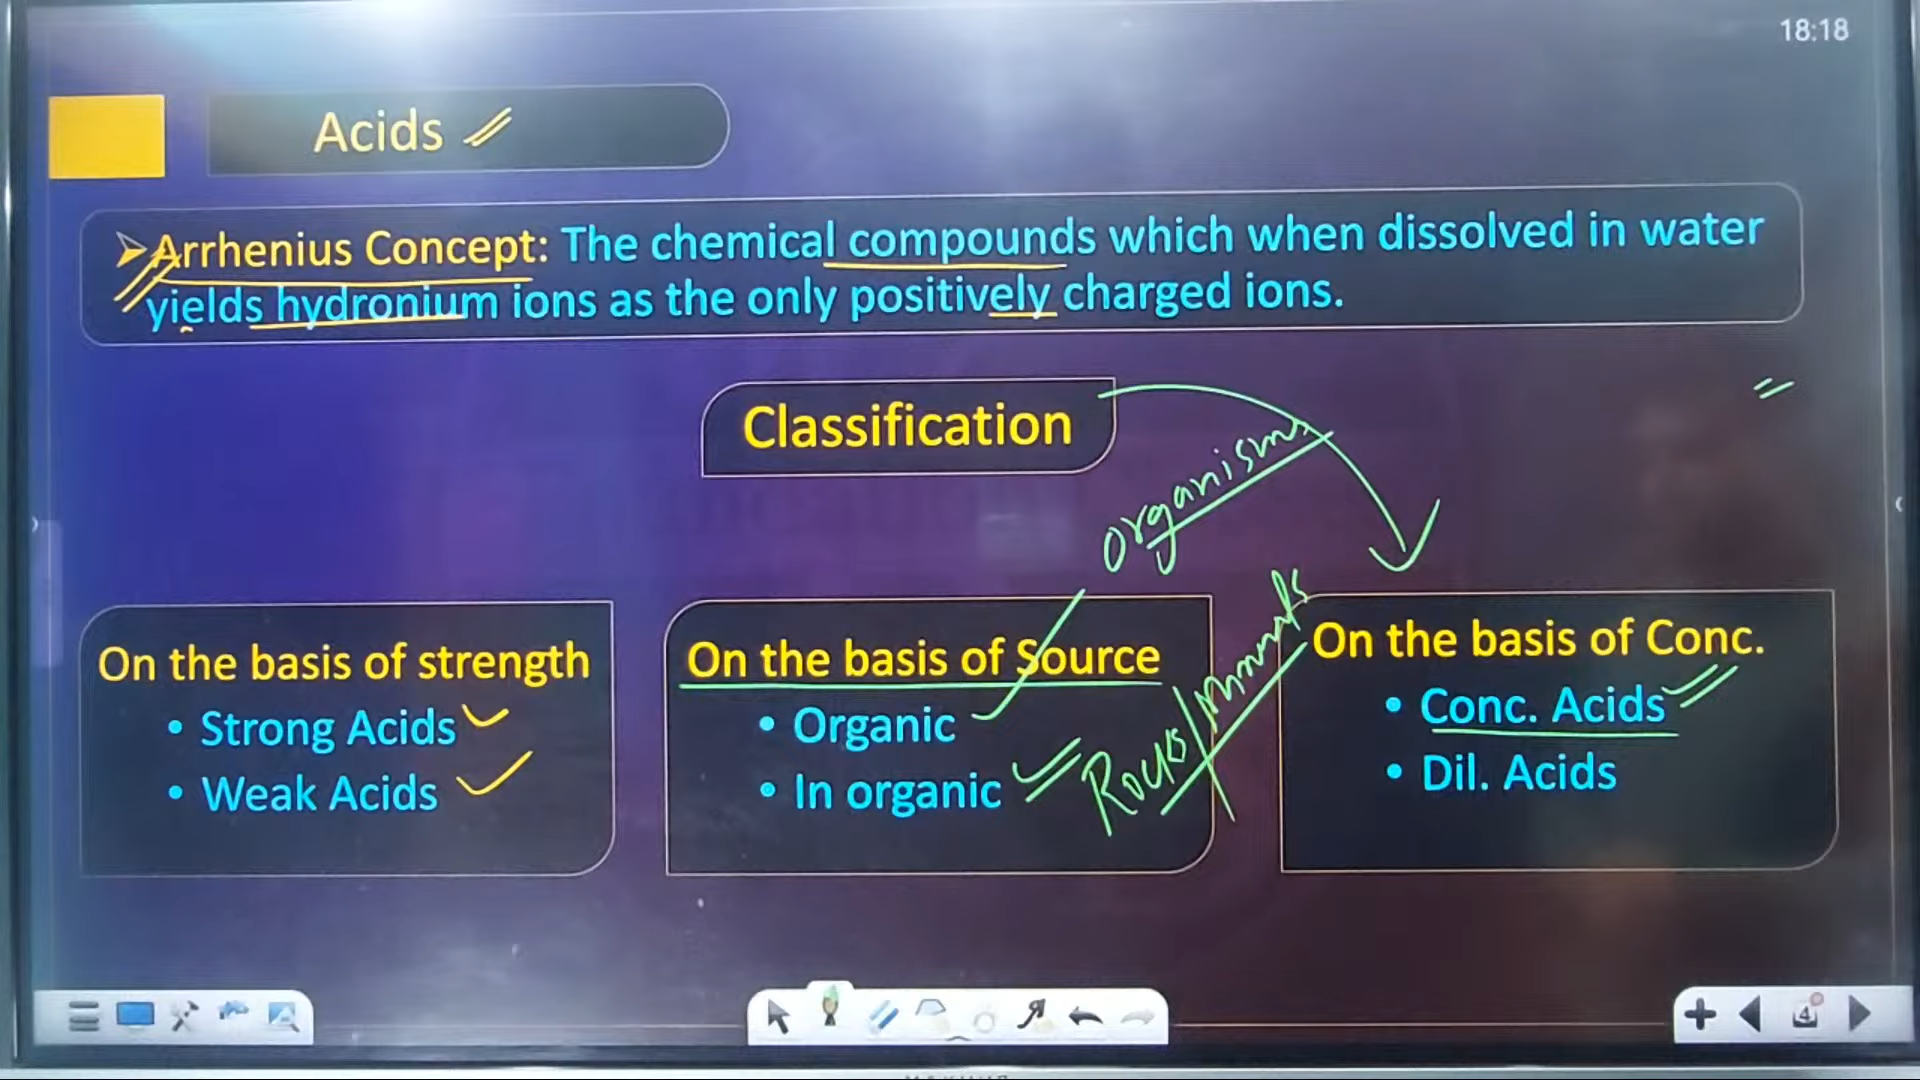 18:18
Acids
➢Arrhenius Concept: The chemical compounds which when dissolved in water
yields hydronium ions as the only positively charged ions.
Classification
organisms
On the basis of strength
• Strong Acids
• Weak Acids
On the basis of Source
• Organic
• In organic
Rocks/
On the basis of Conc.
• Conc. Acids
• Dil. Acids
4